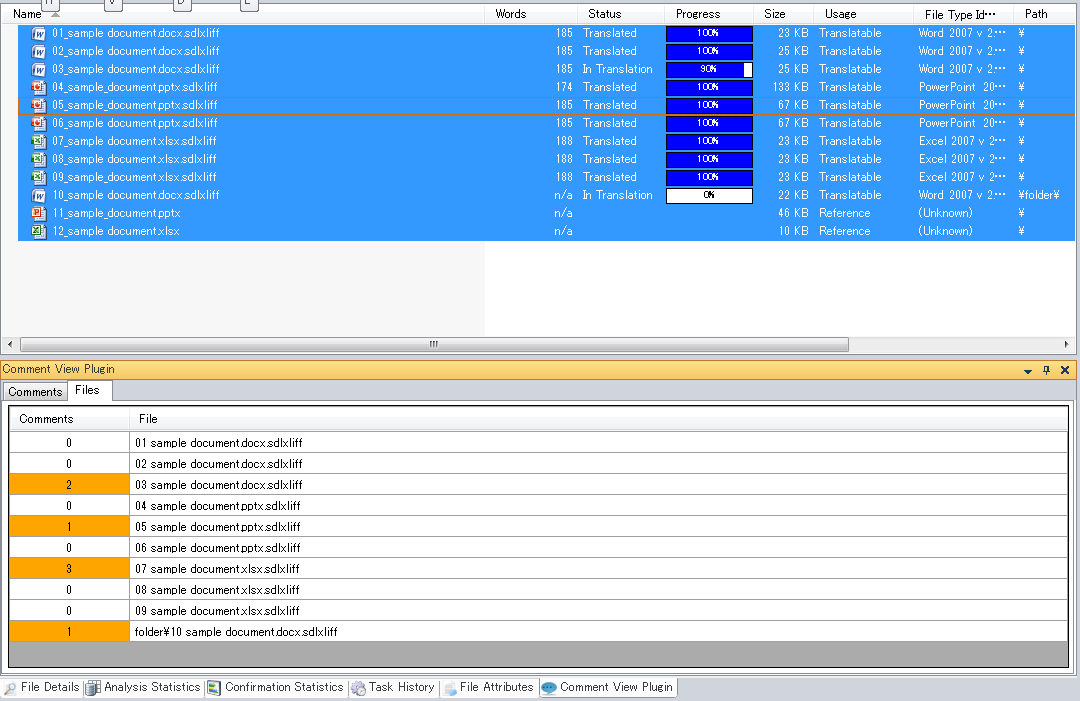 Name Words Status Progress Size Usage File Type Id… Path
01_sample document.docx.sdlxliff 185 Translated 100% 23 KB Translatable Word 2007 v 2.… ¥
02_sample document.docx.sdlxliff 185 Translated 100% 25 KB Translatable Word 2007 v 2.… ¥
03_sample document.docx.sdlxliff 185 In Translation 90% 25 KB Translatable Word 2007 v 2.… ¥
04_sample document.pptx.sdlxliff 174 Translated 100% 133 KB Translatable PowerPoint 20… ¥
05_sample document.pptx.sdlxliff 185 Translated 100% 67 KB Translatable PowerPoint 20… ¥
06_sample document.pptx.sdlxliff 185 Translated 100% 67 KB Translatable PowerPoint 20… ¥
07_sample document.xlsx.sdlxliff 188 Translated 100% 23 KB Translatable Excel 2007 v 2… ¥
08_sample document.xlsx.sdlxliff 188 Translated 100% 23 KB Translatable Excel 2007 v 2… ¥
09_sample document.xlsx.sdlxliff 188 Translated 100% 23 KB Translatable Excel 2007 v 2… ¥
10_sample document.docx.sdlxliff n/a In Translation 0% 22 KB Translatable Word 2007 v 2.… ¥folder¥
11_sample_document.pptx n/a 46 KB Reference (Unknown) ¥
12_sample document.xlsx n/a 10 KB Reference (Unknown) ¥
Comment View Plugin
Comments Files
Comments File
0 01 sample document.docx.sdlxliff
0 02 sample document.docx.sdlxliff
2 03 sample document.docx.sdlxliff
0 04 sample document.pptx.sdlxliff
1 05 sample document.pptx.sdlxliff
0 06 sample document.pptx.sdlxliff
3 07 sample document.xlsx.sdlxliff
0 08 sample document.xlsx.sdlxliff
0 09 sample document.xlsx.sdlxliff
1 folder¥10 sample document.docx.sdlxliff
File Details Analysis Statistics Confirmation Statistics Task History File Attributes Comment View Plugin